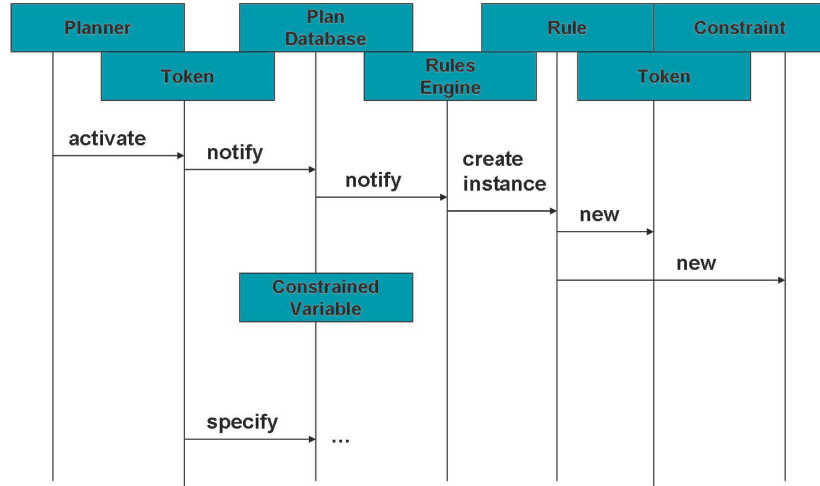 Planner
Plan
Database
Rule
Constraint
Token
Rules
Engine
Token
activate
notify
notify
create
instance
new
new
Constrained
Variable
specify
...